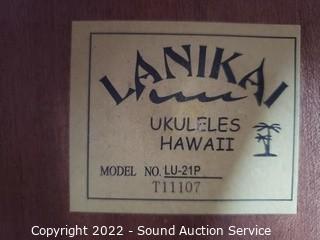 LANIKAI
UKULELES
HAWAII
MODEL NO. LU-21P
T11107
Copyright 2022 - Sound Auction Service